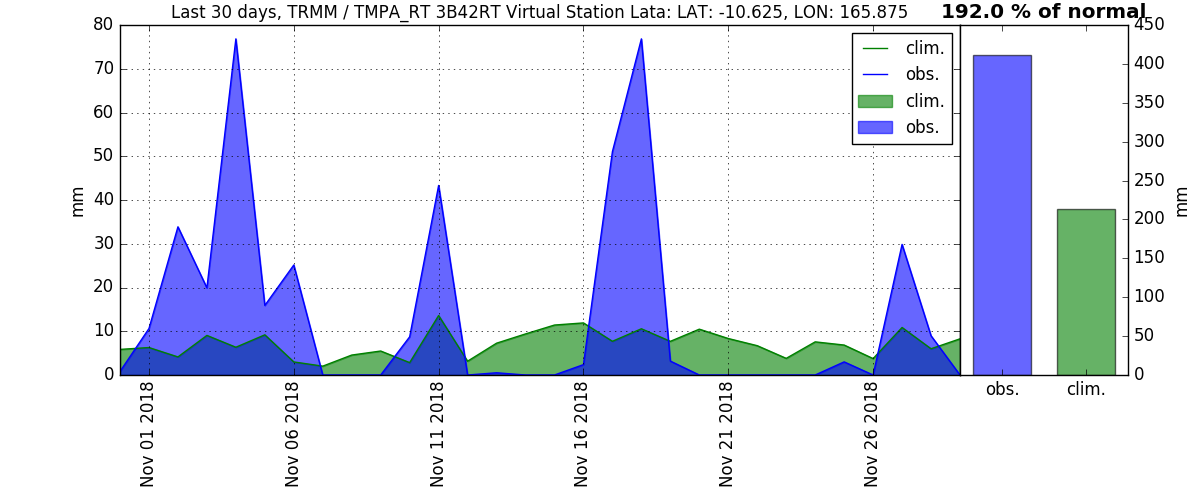 Last 30 days, TRMM / TMPA_RT 3B42RT Virtual Station Lata: LAT: -10.625, LON: 165.875
192.0 % of normal
80
70
60
50
40
30
20
10
0
mm
clim.
obs.
clim.
obs.
450
400
350
300
250
200
150
100
50
0
mm
Nov 01 2018
Nov 06 2018
Nov 11 2018
Nov 16 2018
Nov 21 2018
Nov 26 2018
obs.
clim.